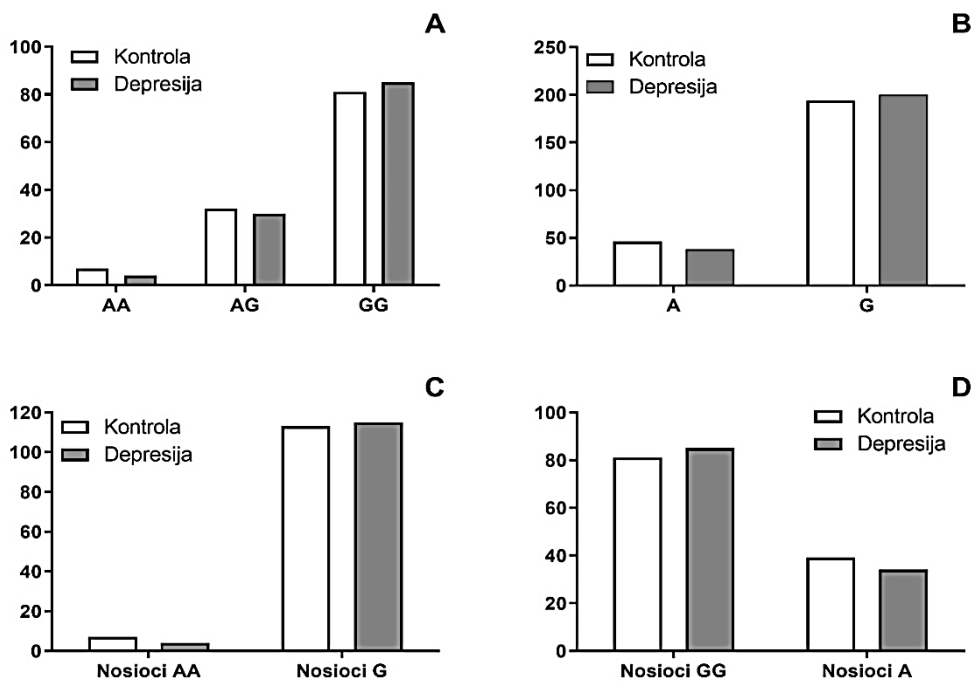 A
Kontrola
Depresija
100
80
60
40
20
0
AA AG GG
B
Kontrola
Depresija
250
200
150
100
50
0
A G
C
Kontrola
Depresija
120
100
80
60
40
20
0
Nosioci AA Nosioci G
D
Kontrola
Depresija
100
80
60
40
20
0
Nosioci GG Nosioci A